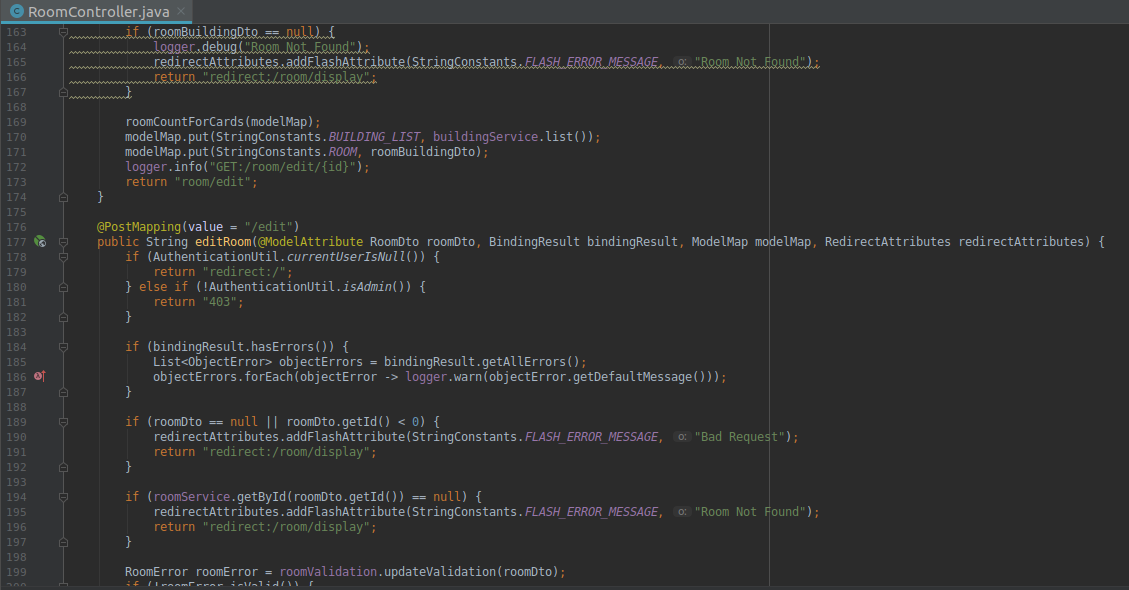 RoomController.java
163 if (roomBuildingDto == null) {
164 logger.debug("Room Not Found");
165 redirectAttributes.addFlashAttribute(StringConstants.FLASH_ERROR_MESSAGE, o: "Room Not Found");
166 return "redirect:/room/display";
167 }
168
169 roomCountForCards(modelMap);
170 modelMap.put(StringConstants.BUILDING_LIST, buildingService.list());
171 modelMap.put(StringConstants.ROOM, roomBuildingDto);
172 logger.info("GET:/room/edit/{id}");
173 return "room/edit";
174 }
175
176 @PostMapping(value = "/edit")
177 public String editRoom(@ModelAttribute RoomDto roomDto, BindingResult bindingResult, ModelMap modelMap, RedirectAttributes redirectAttributes) {
178 if (AuthenticationUtil.currentUserIsNull()) {
179 return "redirect:/";
180 } else if (!AuthenticationUtil.isAdmin()) {
181 return "403";
182 }
183
184 if (bindingResult.hasErrors()) {
185 List<ObjectError> objectErrors = bindingResult.getAllErrors();
186 objectErrors.forEach(objectError -> logger.warn(objectError.getDefaultMessage()));
187 }
188
189 if (roomDto == null || roomDto.getId() < 0) {
190 redirectAttributes.addFlashAttribute(StringConstants.FLASH_ERROR_MESSAGE, o: "Bad Request");
191 return "redirect:/room/display";
192 }
193
194 if (roomService.getById(roomDto.getId()) == null) {
195 redirectAttributes.addFlashAttribute(StringConstants.FLASH_ERROR_MESSAGE, o: "Room Not Found");
196 return "redirect:/room/display";
197 }
198
199 RoomError roomError = roomValidation.updateValidation(roomDto);
200 if (!roomError.isValid()) {